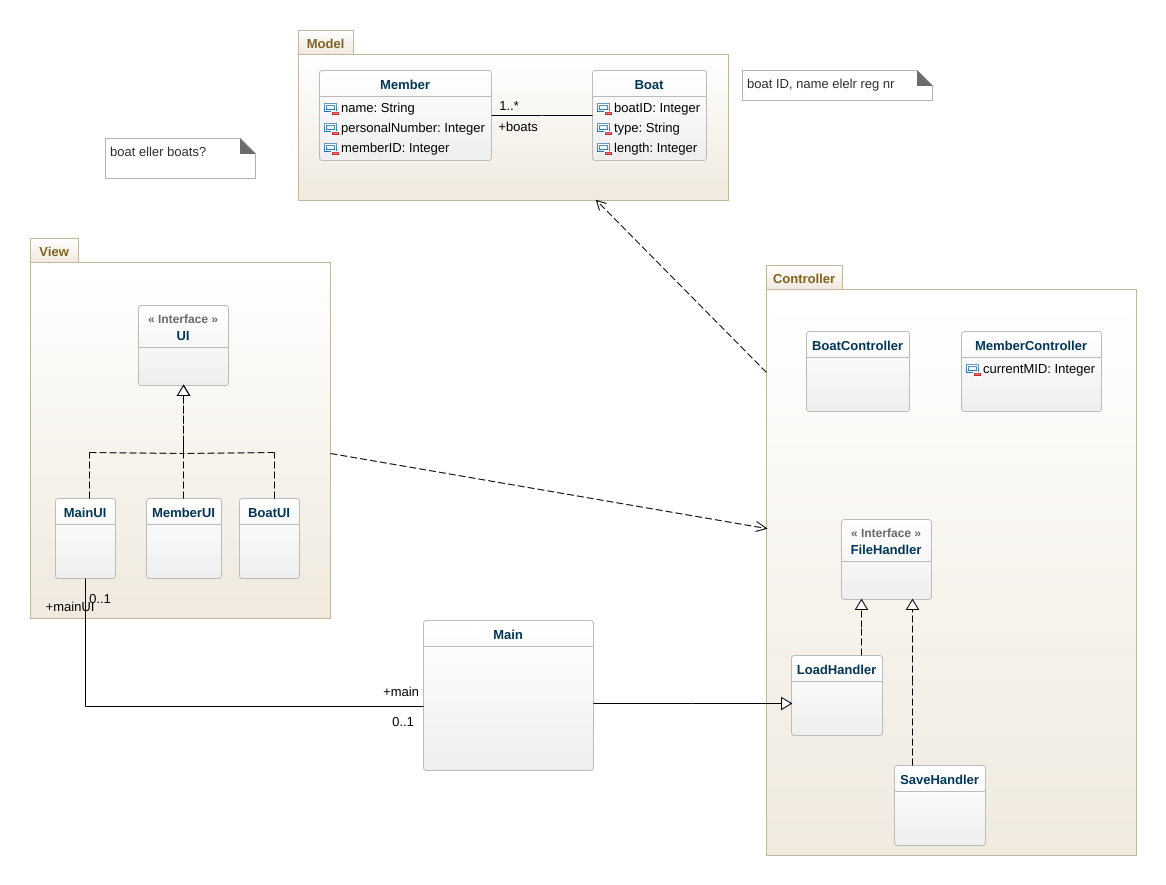 Model
Member
name: String
personalNumber: Integer
memberID: Integer
1..*
+boats
Boat
boatID: Integer
type: String
length: Integer
boat ID, name elelr reg nr
boat eller boats?
View
« Interface »
UI
MainUI
MemberUI
BoatUI
0..1
+mainUI
Controller
BoatController
MemberController
currentMID: Integer
« Interface »
FileHandler
LoadHandler
SaveHandler
Main
+main
0..1